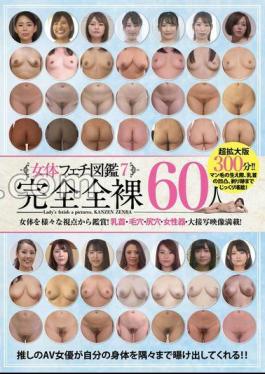 超拡大版
300分!!
女体フェチ図鑑7
完全全裸60人
Lady's fetish a pictures, KANZEN ZENRA
女体を様々な視点から鑑賞!乳首・毛穴・尻穴・女性器・大接写映像満載!
推しのAV女優が自分の身体を隅々まで曝け出してくれる!!